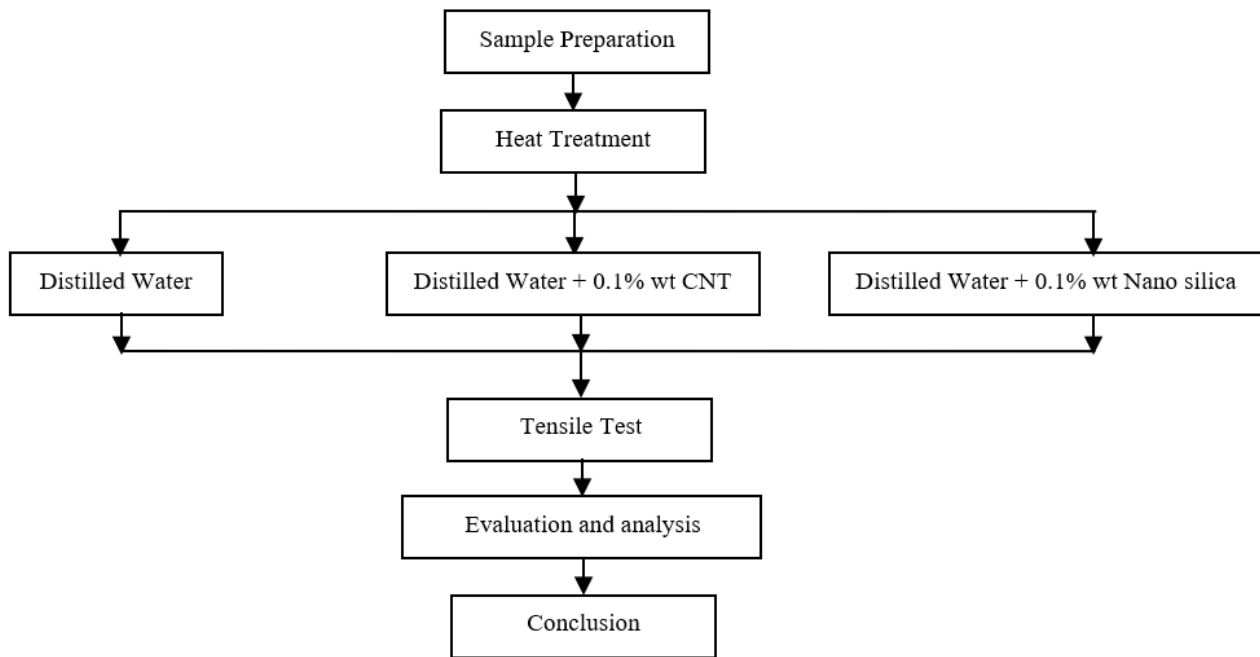 Sample Preparation
Heat Treatment
Distilled Water
Distilled Water + 0.1% wt CNT
Distilled Water + 0.1% wt Nano silica
Tensile Test
Evaluation and analysis
Conclusion